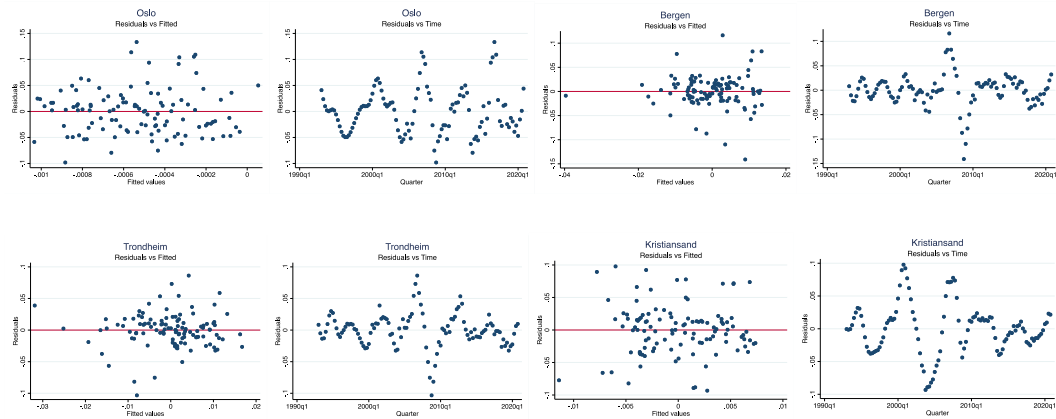 Oslo
Residuals vs Fitted
Residuals
.15
.1
.05
0
-.05
-.1
-.001
-.0008
-.0006
-.0004
-.0002
0
Fitted values
Oslo
Residuals vs Time
Residuals
.15
.1
.05
0
-.05
-.1
1990q1
2000q1
2010q1
2020q1
Quarter
Bergen
Residuals vs Fitted
Residuals
.1
.05
0
-.05
-.1
-.15
-.04
-.02
0
.02
Fitted values
Bergen
Residuals vs Time
Residuals
.1
.05
0
-.05
-.1
-.15
1990q1
2000q1
2010q1
2020q1
Quarter
Trondheim
Residuals vs Fitted
Residuals
.1
.05
0
-.05
-.1
-.03
-.02
-.01
0
.01
.02
Fitted values
Trondheim
Residuals vs Time
Residuals
.1
.05
0
-.05
-.1
1990q1
2000q1
2010q1
2020q1
Quarter
Kristiansand
Residuals vs Fitted
Residuals
.1
.05
0
-.05
-.1
-.01
-.005
0
.005
.01
Fitted values
Kristiansand
Residuals vs Time
Residuals
.1
.05
0
-.05
-.1
1990q1
2000q1
2010q1
2020q1
Quarter